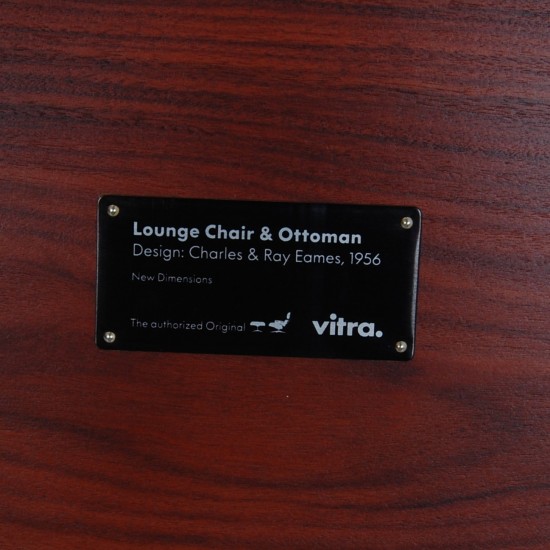 Lounge Chair & Ottoman
Design: Charles & Ray Eames, 1956
New Dimensions
The authorized Original
vitra.